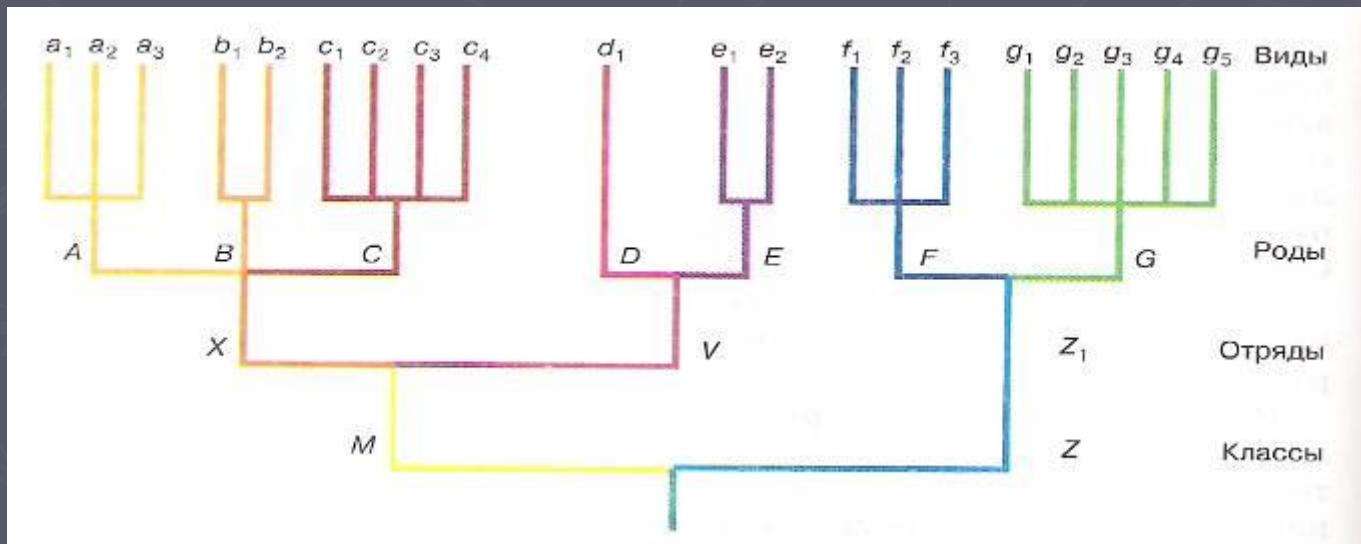 a₁ a₂ a₃ b₁ b₂ c₁ c₂ c₃ c₄ d₁ e₁ e₂ f₁ f₂ f₃ g₁ g₂ g₃ g₄ g₅ Виды
A B C D E F G Роды
X V Z₁ Отряды
M Z Классы